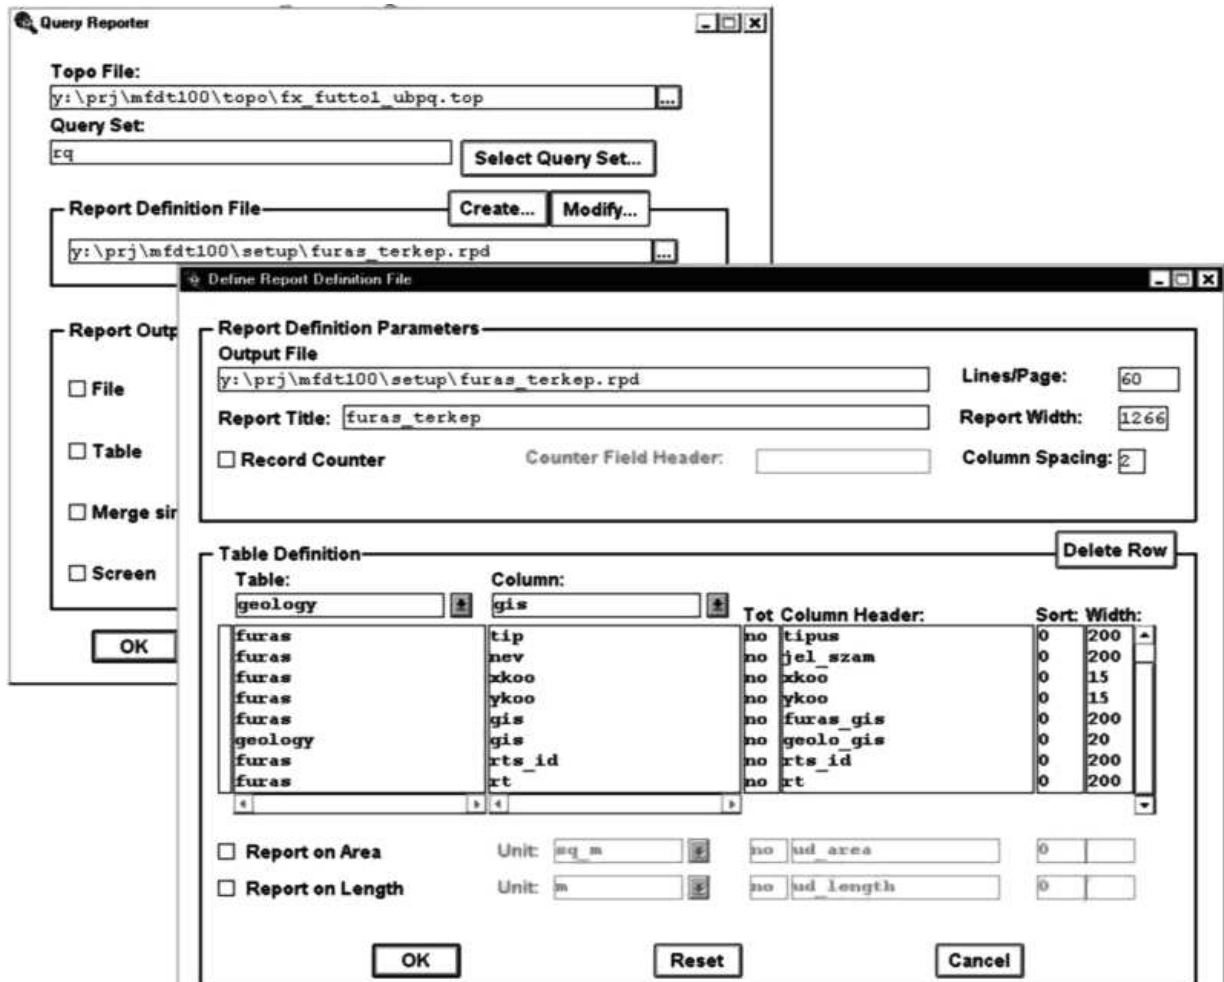 Query Reporter
Topo File:
y:\prj\mfdt100\topo\fx_futtol_ubpq.top ...
Query Set:
rq Select Query Set...
Report Definition File Create... Modify...
y:\prj\mfdt100\setup\furas_terkep.rpd ...
Report Outp
File
Table
Merge sin
Screen
OK
Define Report Definition File
Report Definition Parameters
Output File
y:\prj\mfdt100\setup\furas_terkep.rpd Lines/Page: 60
Report Title: furas_terkep Report Width: 1266
Record Counter Counter Field Header: Column Spacing: 2
Table Definition Delete Row
Table: Column:
geology gis
Tot Column Header: Sort: Width:
furas tip no tipus 0 200
furas nev no jel_szam 0 200
furas xkoo no xkoo 0 15
furas ykoo no ykoo 0 15
furas gis no furas_gis 0 200
geology gis no geolo_gis 0 20
furas rts_id no rts_id 0 200
furas rt no rt 0 200
Report on Area Unit: sq_m no ud_area 0
Report on Length Unit: m no ud_length 0
OK Reset Cancel